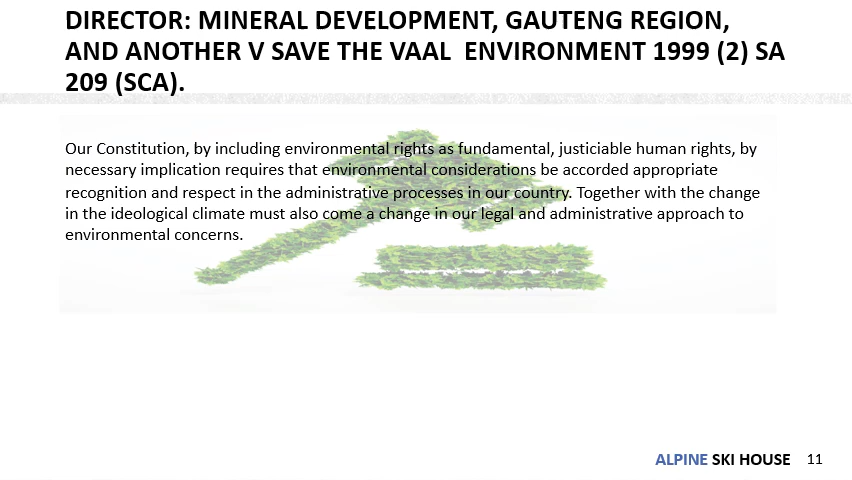 DIRECTOR: MINERAL DEVELOPMENT, GAUTENG REGION,
AND ANOTHER V SAVE THE VAAL  ENVIRONMENT 1999 (2) SA
209 (SCA).
Our Constitution, by including environmental rights as fundamental, justiciable human rights, by
necessary implication requires that environmental considerations be accorded appropriate
recognition and respect in the administrative processes in our country. Together with the change
in the ideological climate must also come a change in our legal and administrative approach to
environmental concerns.
ALPINE SKI HOUSE 11